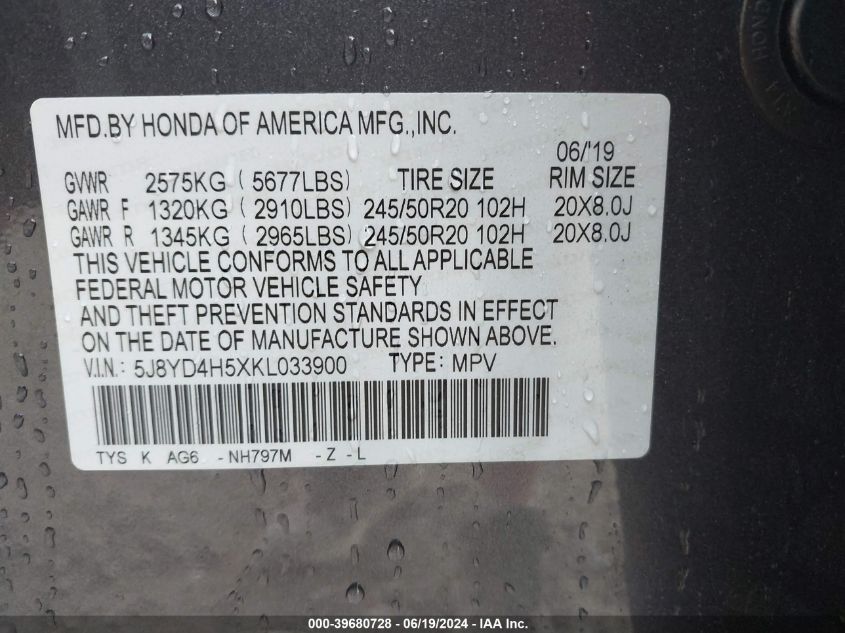 MFD.BY HONDA OF AMERICA MFG.,INC.
06/'19
GVWR 2575KG ( 5677LBS) TIRE SIZE RIM SIZE
GAWR F 1320KG ( 2910LBS) 245/50R20 102H 20X8.0J
GAWR R 1345KG ( 2965LBS) 245/50R20 102H 20X8.0J
THIS VEHICLE CONFORMS TO ALL APPLICABLE
FEDERAL MOTOR VEHICLE SAFETY
AND THEFT PREVENTION STANDARDS IN EFFECT
ON THE DATE OF MANUFACTURE SHOWN ABOVE.
V.I.N.: 5J8YD4H5XKL033900 TYPE: MPV
TYS K AG6 -NH797M -Z -L
000-39680728 - 06/19/2024 - IAA Inc.